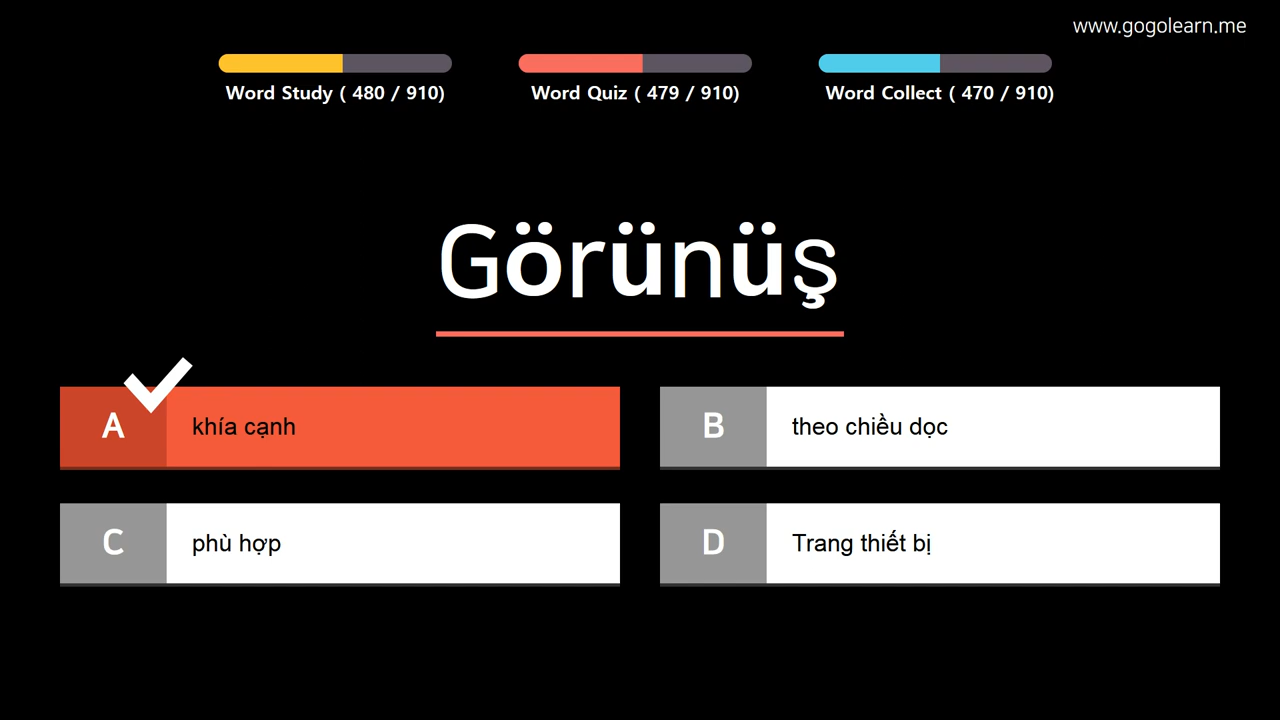 www.gogolearn.me
Word Study ( 480 / 910)
Word Quiz ( 479 / 910)
Word Collect ( 470 / 910)
Görünüş
A khía cạnh
B theo chiều dọc
C phù hợp
D Trang thiết bị